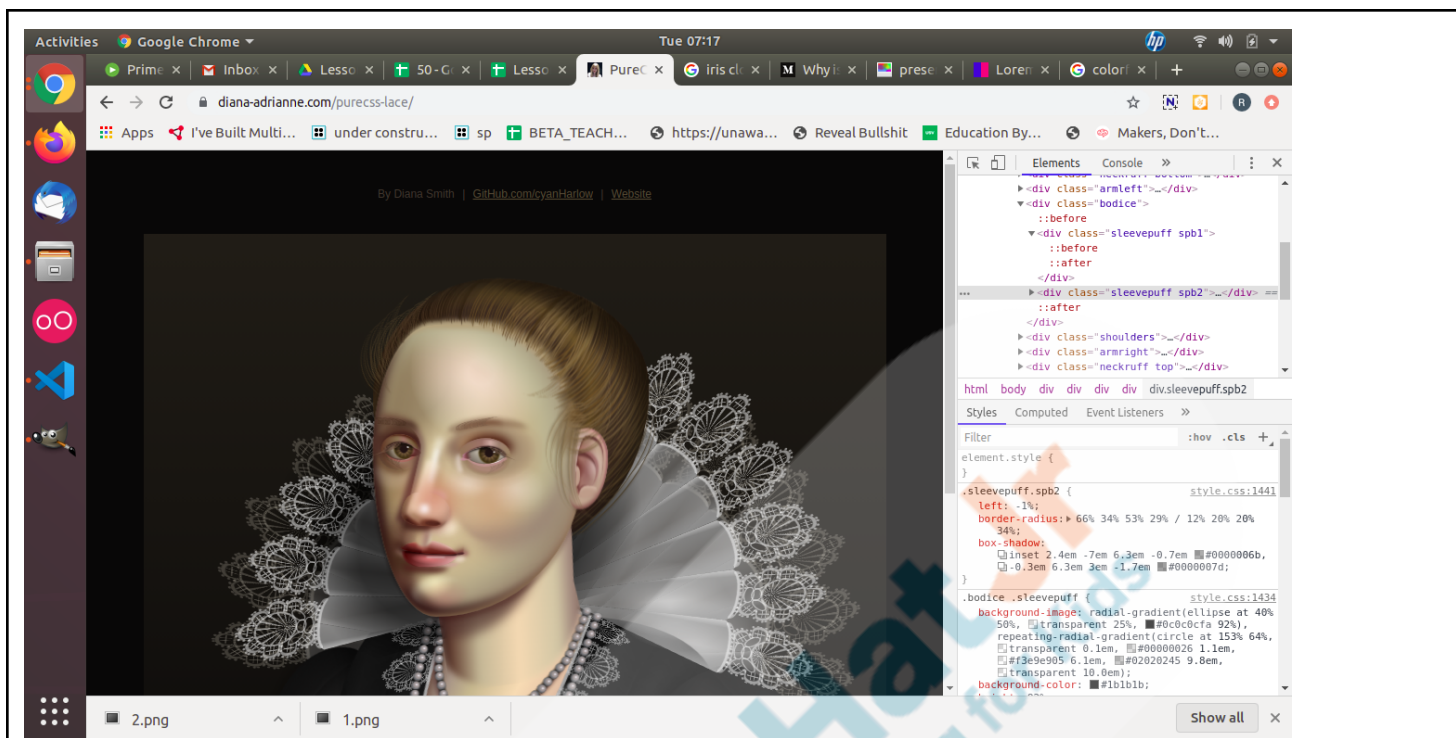 Activities Google Chrome Tue 07:17
Prime Inbox Lesso 50-G Lesso PureC iris cl Why i prese Loren color +
diana-adrianne.com/purecss-lace/
Apps I've Built Multi... under constru... sp BETA_TEACH... https://unawa... Reveal Bullshit Education By... Makers, Don't...
By Diana Smith | GitHub.com/cyanHarlow | Website
Elements Console »
<div class="neckruff bottom">…</div>
<div class="armleft">…</div>
<div class="bodice">
::before
<div class="sleevepuff spb1">
::before
::after
</div>
<div class="sleevepuff spb2">…</div> ==
::after
</div>
<div class="shoulders">…</div>
<div class="armright">…</div>
<div class="neckruff top">…</div>
html body div div div div div.sleevepuff.spb2
Styles Computed Event Listeners »
Filter :hov .cls +
element.style {
}
.sleevepuff.spb2 { style.css:1441
left: -1%;
border-radius: 66% 34% 53% 29% / 12% 20% 20%
34%;
box-shadow:
inset 2.4em -7em 6.3em -0.7em #0000006b,
-0.3em 6.3em 3em -1.7em #0000007d;
}
.bodice .sleevepuff { style.css:1434
background-image: radial-gradient(ellipse at 40%
50%, transparent 25%, #0c0c0cfa 92%),
repeating-radial-gradient(circle at 153% 64%,
transparent 0.1em, #00000026 1.1em,
#f3e9e905 6.1em, #02020245 9.8em,
transparent 10.0em);
background-color: #1b1b1b;
2.png 1.png Show all
hatJr
for Kids